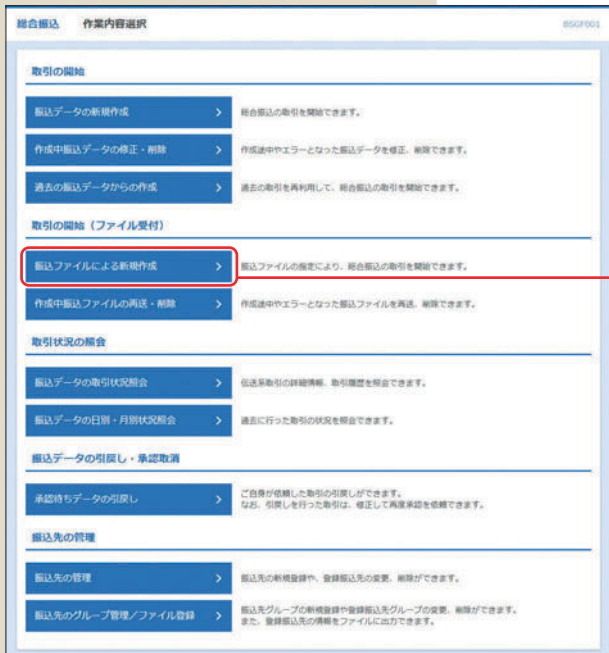 総合振込 作業内容選択 BSGF001
取引の開始
振込データの新規作成 総合振込の取引を開始できます。
作成中振込データの修正・削除 作成途中やエラーとなった振込データを修正、削除できます。
過去の振込データからの作成 過去の取引を再利用して、総合振込の取引を開始できます。
取引の開始（ファイル受付）
振込ファイルによる新規作成 振込ファイルの指定により、総合振込の取引を開始できます。
作成中振込ファイルの再送・削除 作成途中やエラーとなった振込ファイルを再送、削除できます。
取引状況の照会
振込データの取引状況照会 伝送系取引の詳細情報、取引履歴を照会できます。
振込データの日別・月別状況照会 過去に行った取引の状況を照会できます。
振込データの引戻し・承認取消
承認待ちデータの引戻し ご自身が依頼した取引の引戻しができます。
なお、引戻しを行った取引は、修正して再度承認を依頼できます。
振込先の管理
振込先の管理 振込先の新規登録や、登録振込先の変更、削除ができます。
振込先のグループ管理／ファイル登録 振込先グループの新規登録や登録振込先グループの変更、削除ができます。
また、登録振込先の情報をファイルに出力できます。